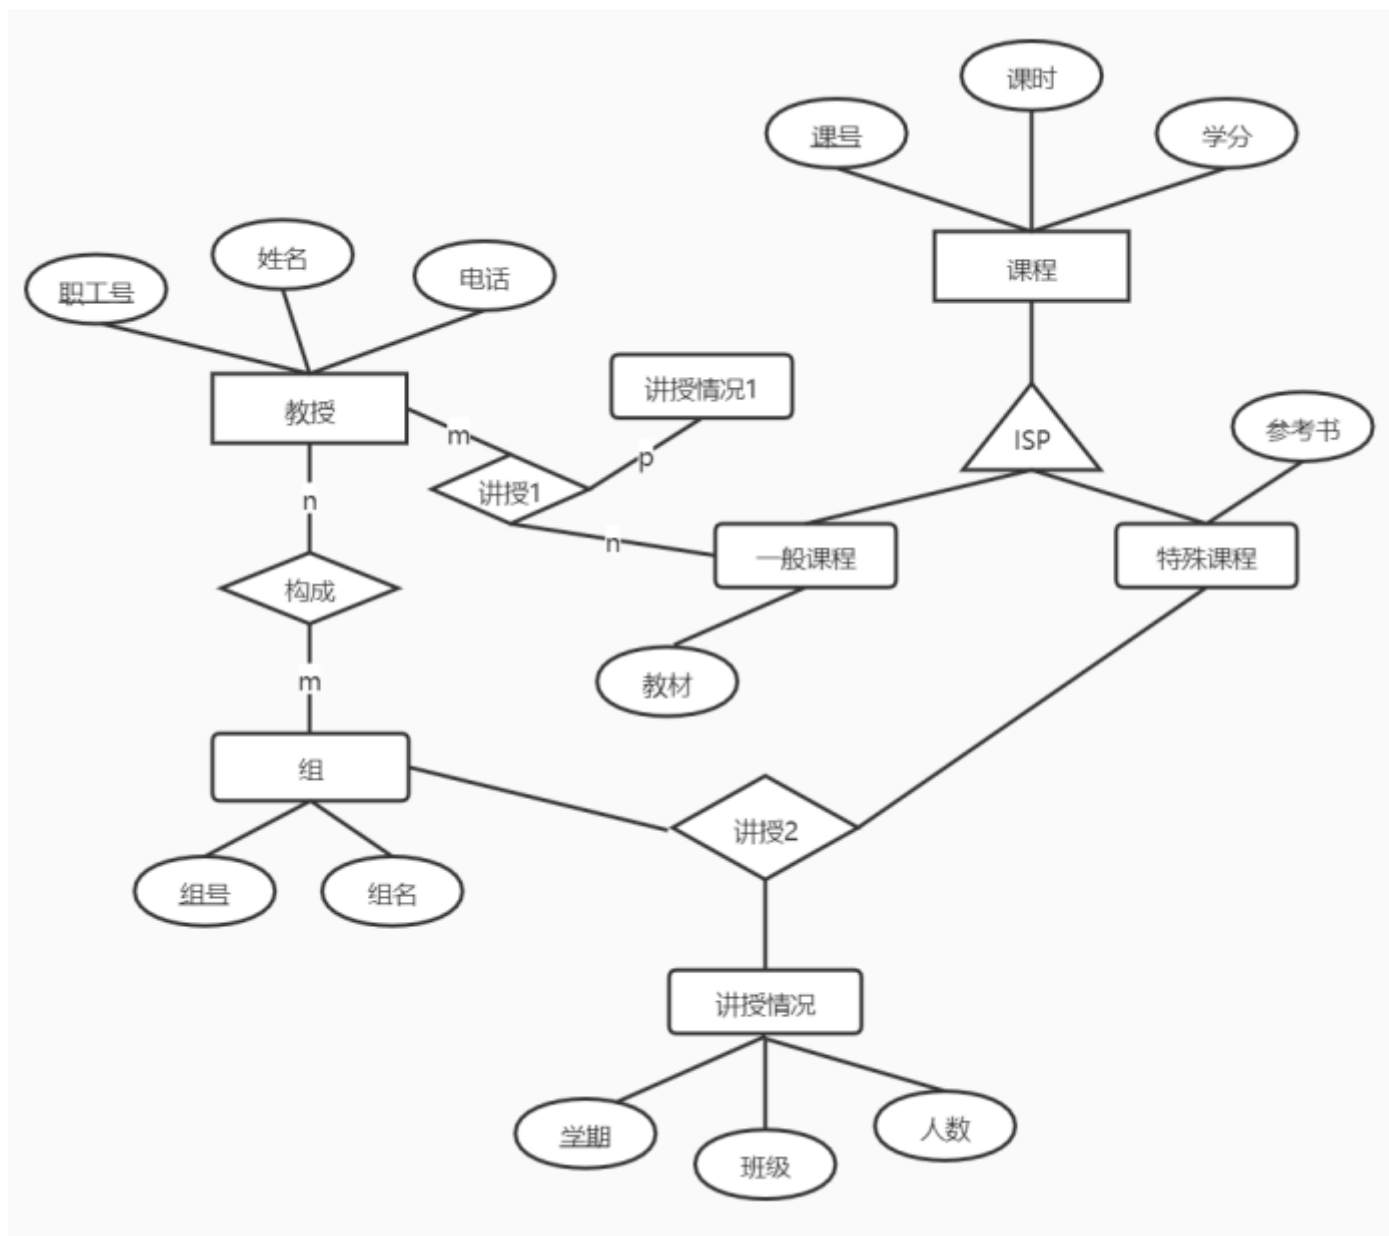 课时
课号
学分
姓名
课程
职工号
电话
讲授情况1
教授
m
参考书
ISP
p
讲授1
n
n
一般课程
特殊课程
构成
m
教材
组
讲授2
组号
组名
讲授情况
学期
人数
班级